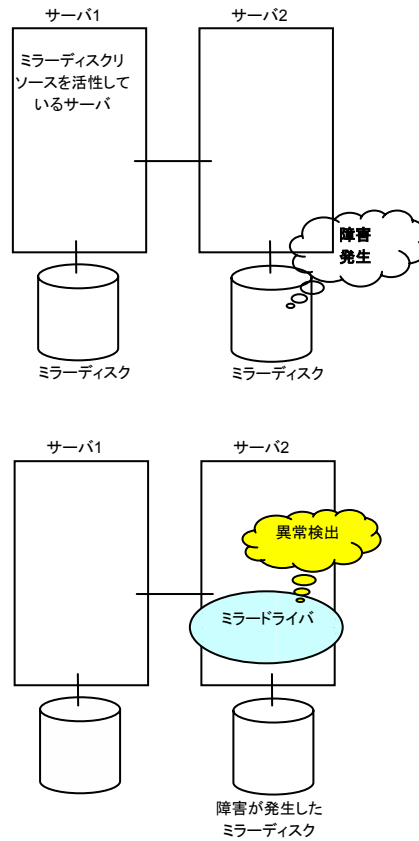 サーバ1
サーバ2
ミラーディスクリ
ソースを活性して
いるサーバ
障害
発生
ミラーディスク
ミラーディスク
サーバ1
サーバ2
異常検出
ミラードライバ
障害が発生した
ミラーディスク